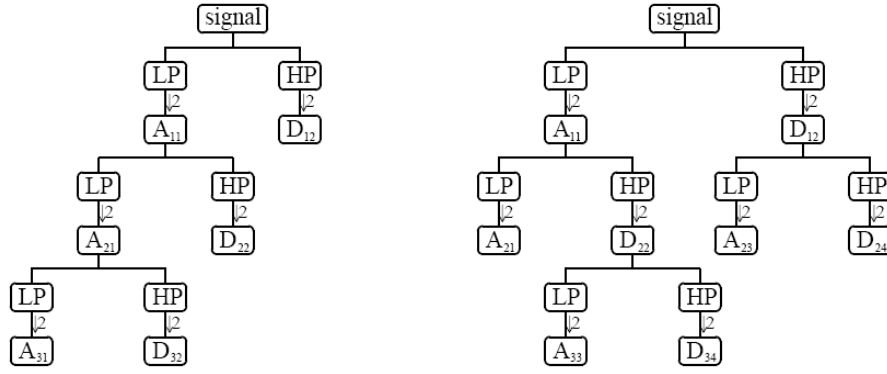 signal signal
LP HP LP HP
↓2 ↓2 ↓2 ↓2
A₁₁ D₁₂ A₁₁ D₁₂
LP HP LP HP LP HP
↓2 ↓2 ↓2 ↓2 ↓2 ↓2
A₂₁ D₂₂ A₂₁ D₂₂ A₂₃ D₂₄
LP HP LP HP
↓2 ↓2 ↓2 ↓2
A₃₁ D₃₂ A₃₃ D₃₄